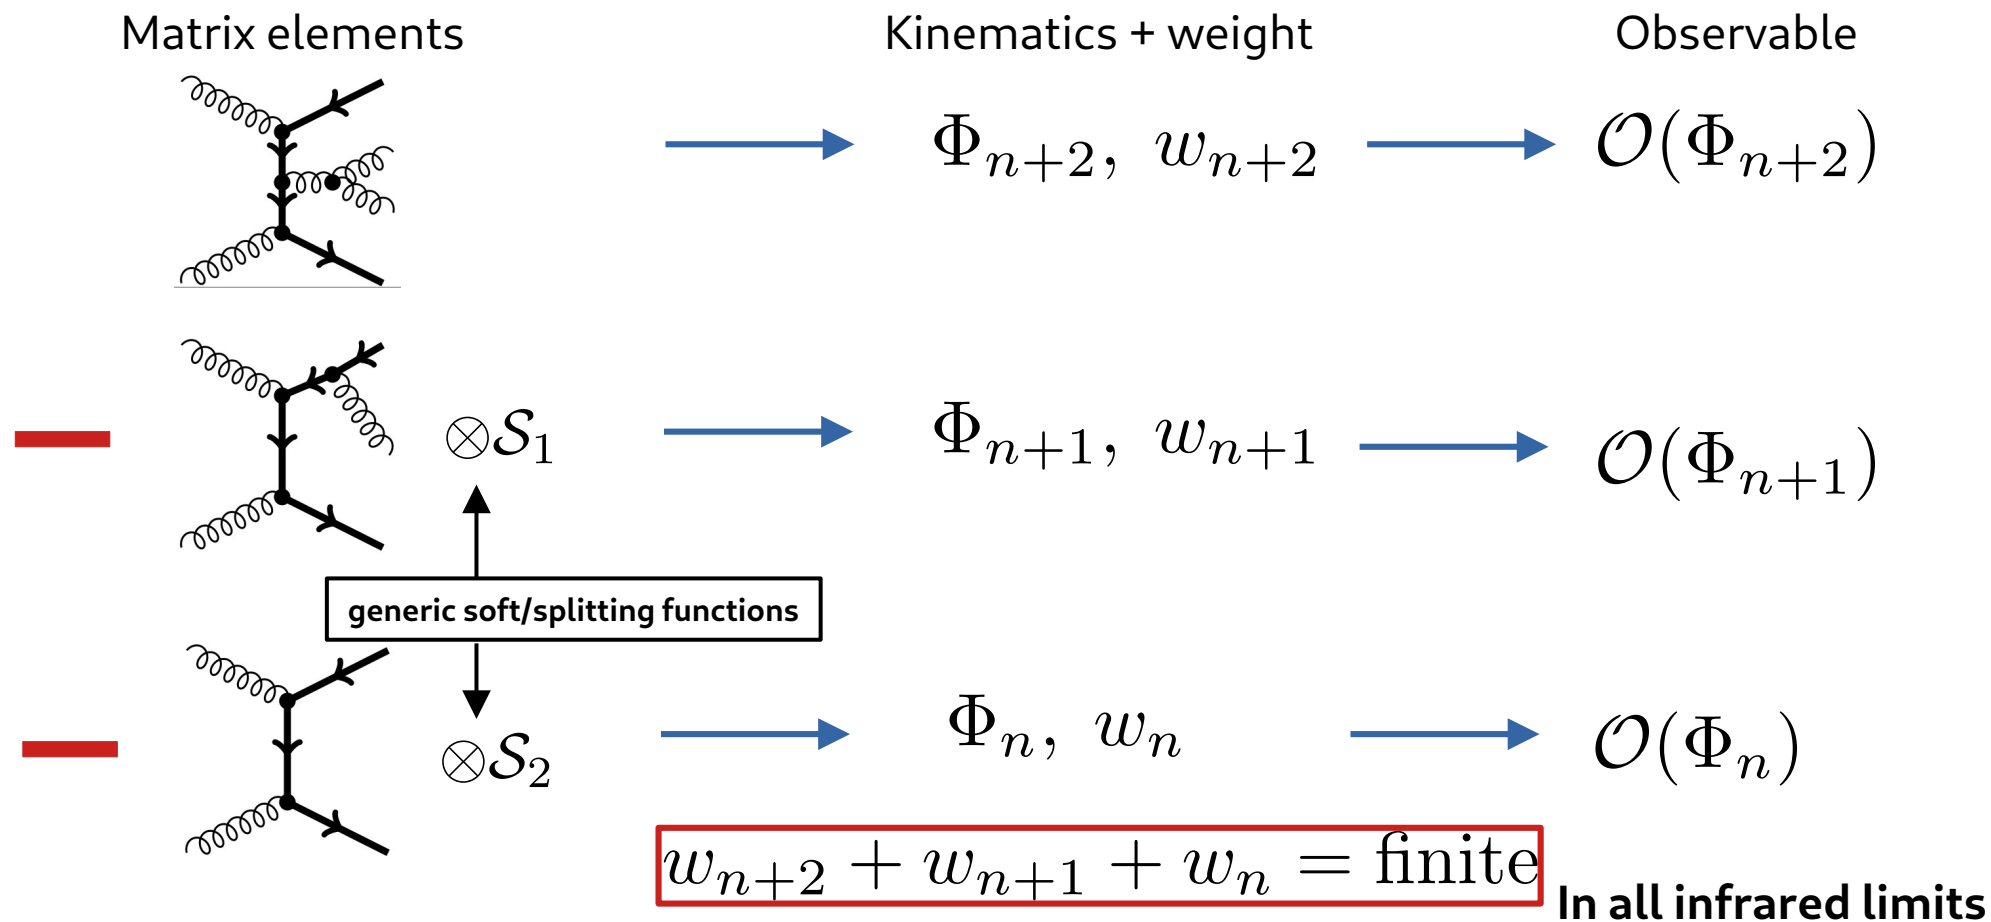 Matrix elements Kinematics + weight Observable
Φₙ₊₂, wₙ₊₂ 𝒪(Φₙ₊₂)
⊗𝒮₁ Φₙ₊₁, wₙ₊₁ 𝒪(Φₙ₊₁)
generic soft/splitting functions
⊗𝒮₂ Φₙ, wₙ 𝒪(Φₙ)
wₙ₊₂ + wₙ₊₁ + wₙ = finite
In all infrared limits